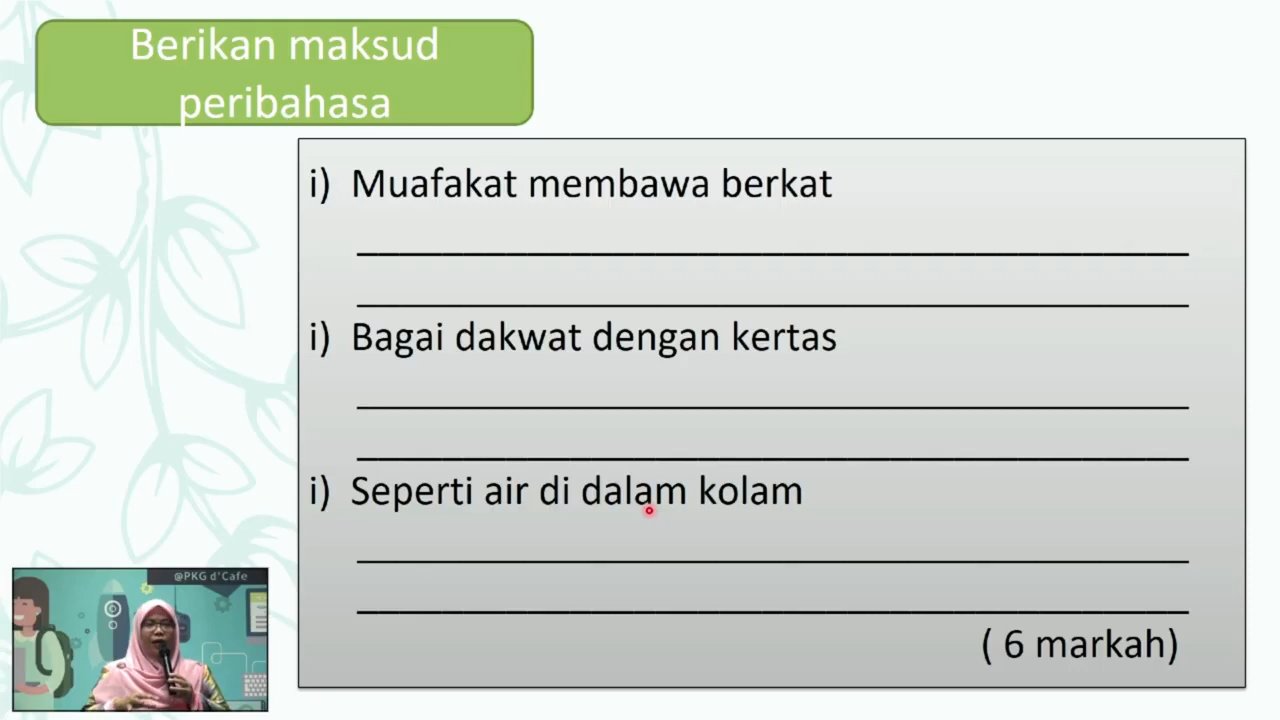 Berikan maksud
peribahasa
i) Muafakat membawa berkat
i) Bagai dakwat dengan kertas
i) Seperti air di dalam kolam
( 6 markah)
@PKG d'Cafe